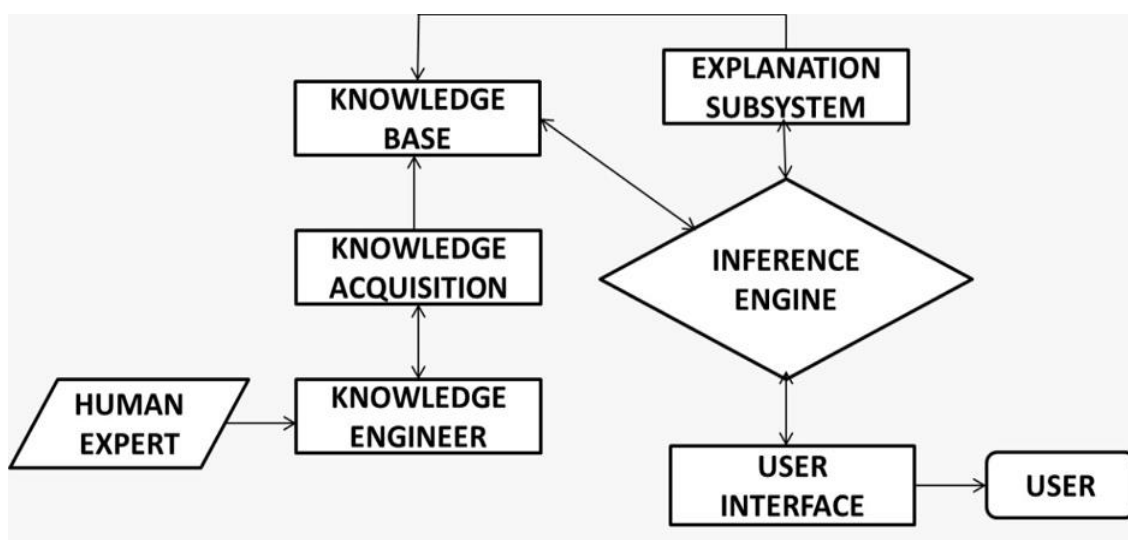 EXPLANATION
SUBSYSTEM
KNOWLEDGE
BASE
KNOWLEDGE
ACQUISITION
INFERENCE
ENGINE
HUMAN
EXPERT
KNOWLEDGE
ENGINEER
USER
INTERFACE
USER